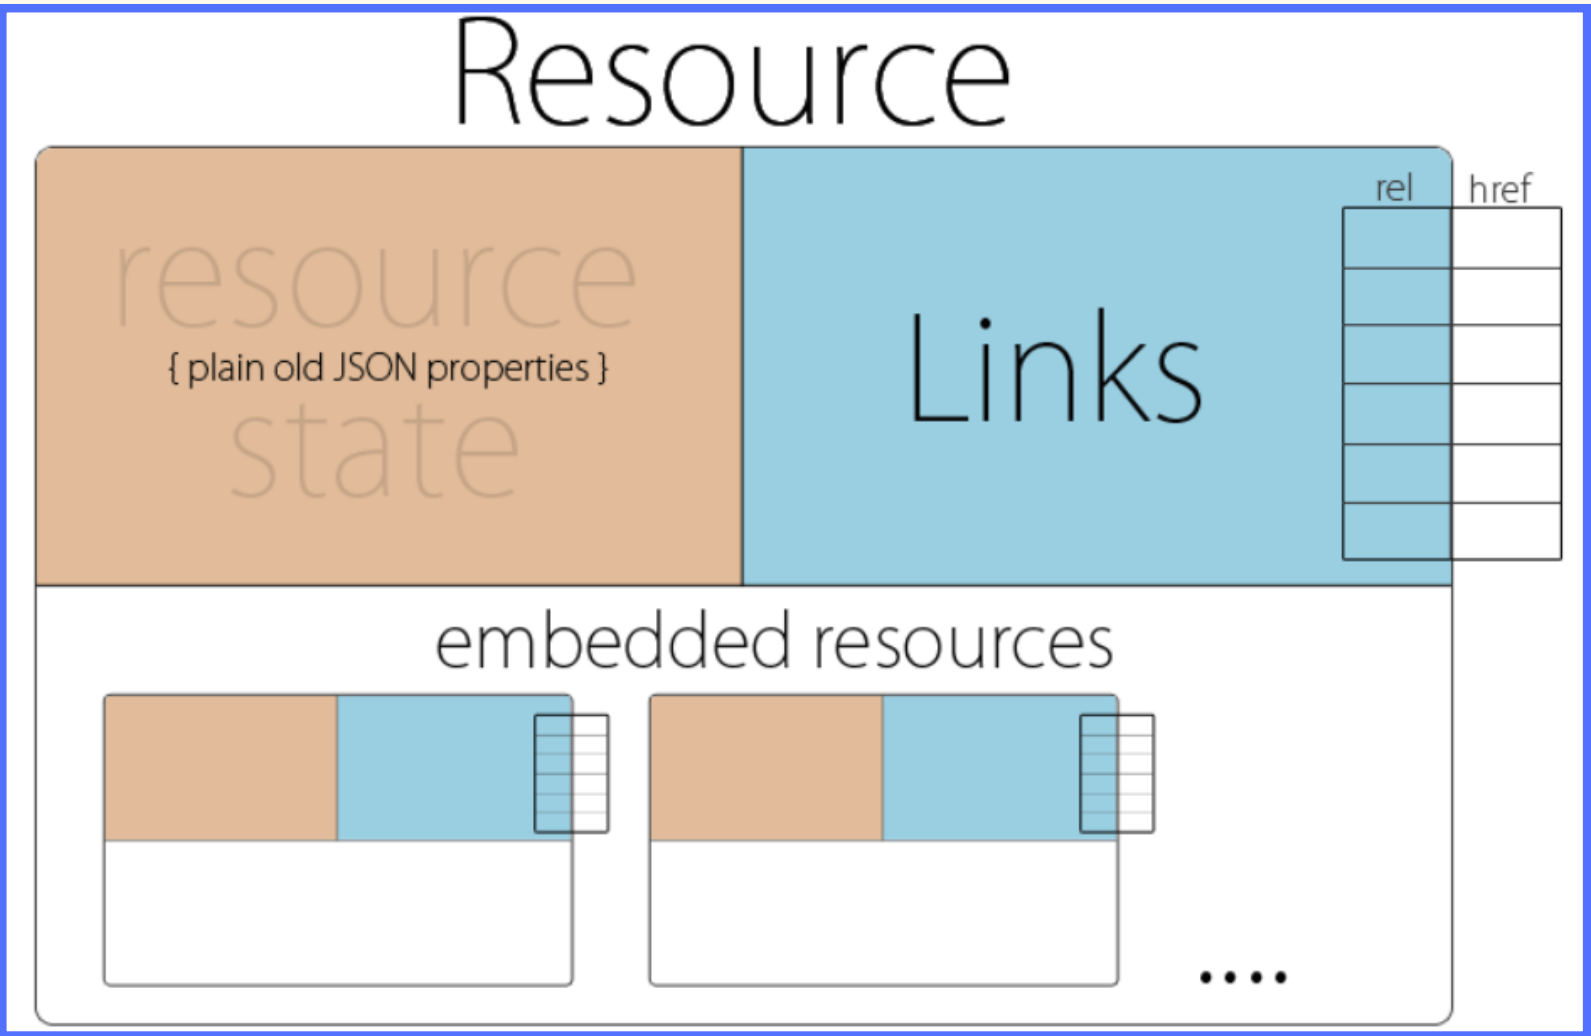 Resource
resource
{ plain old JSON properties }
state
Links
rel href
embedded resources
....